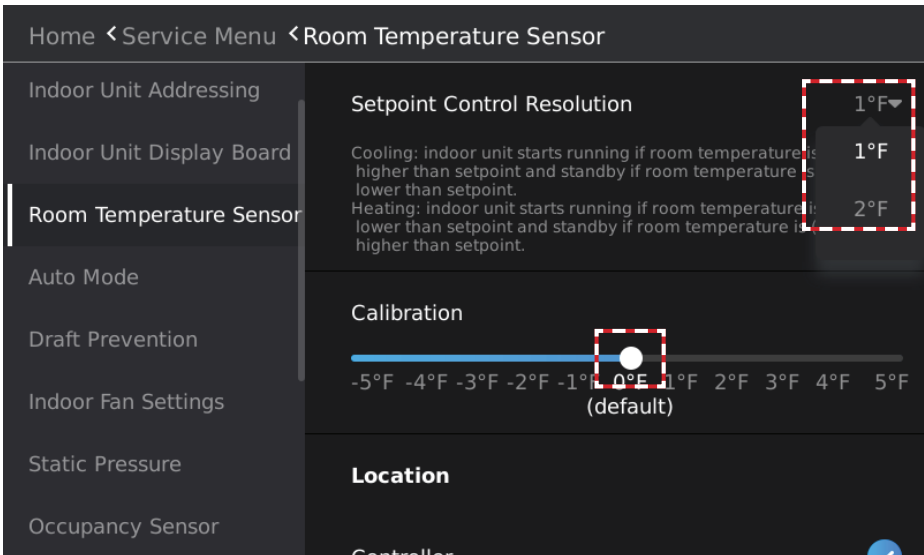 Home < Service Menu < Room Temperature Sensor
Indoor Unit Addressing
Indoor Unit Display Board
Room Temperature Sensor
Auto Mode
Draft Prevention
Indoor Fan Settings
Static Pressure
Occupancy Sensor
Setpoint Control Resolution
1°F
1°F
2°F
Cooling: indoor unit starts running if room temperature is
higher than setpoint and standby if room temperature
lower than setpoint.
Heating: indoor unit starts running if room temperature
lower than setpoint and standby if room temperature is
higher than setpoint.
Calibration
-5°F -4°F -3°F -2°F -1°F 0°F 1°F 2°F 3°F 4°F 5°F
(default)
Location
Controller